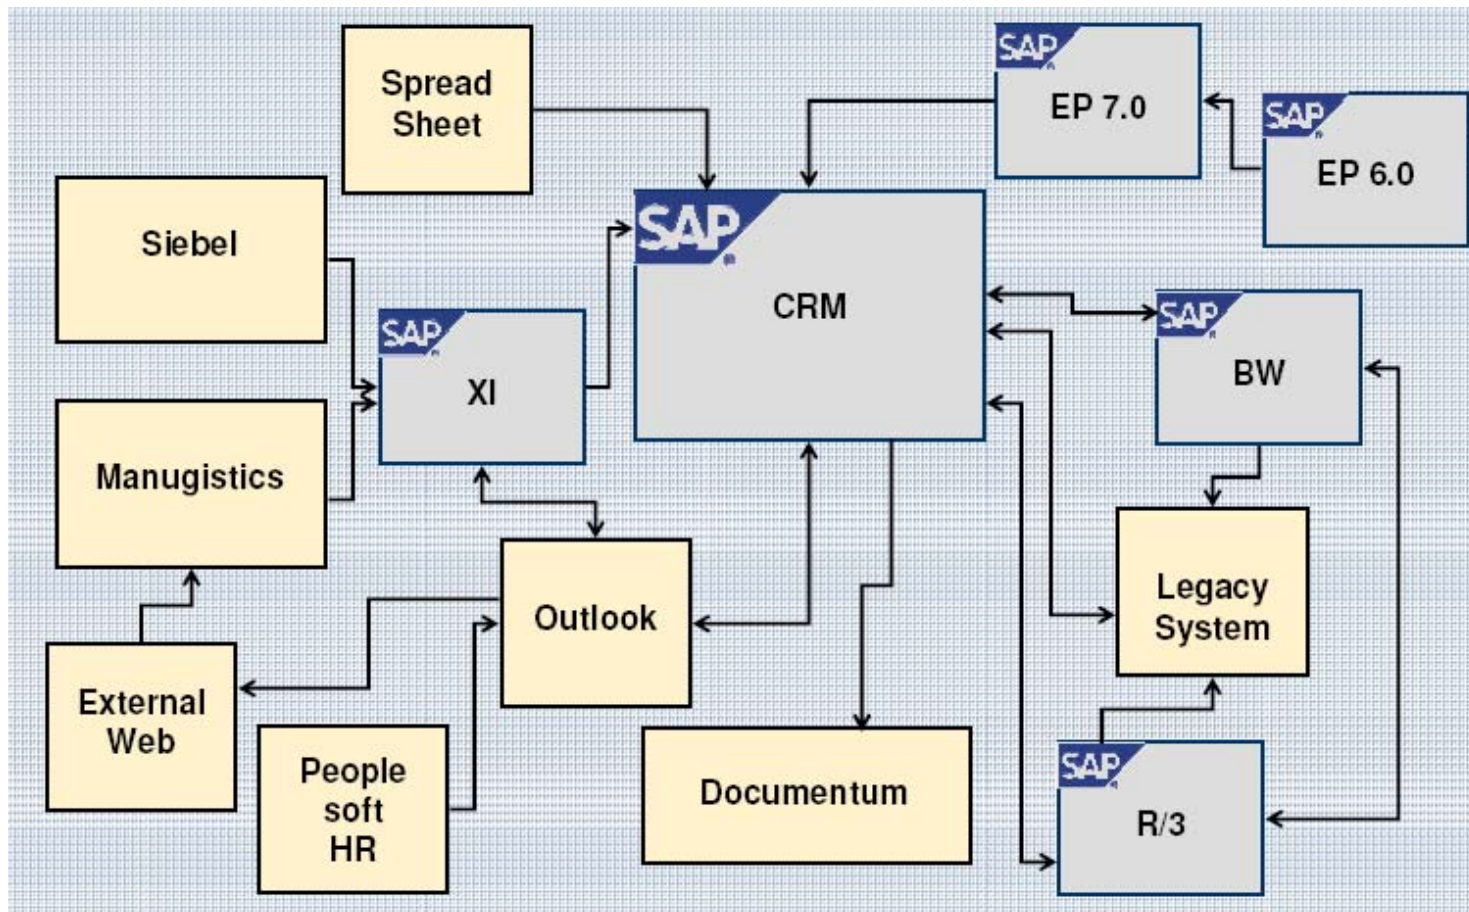 Spread
Sheet
SAP
EP 7.0
SAP
EP 6.0
Siebel
SAP
CRM
SAP
XI
SAP
BW
Manugistics
Outlook
Legacy
System
External
Web
People
soft
HR
Documentum
SAP
R/3